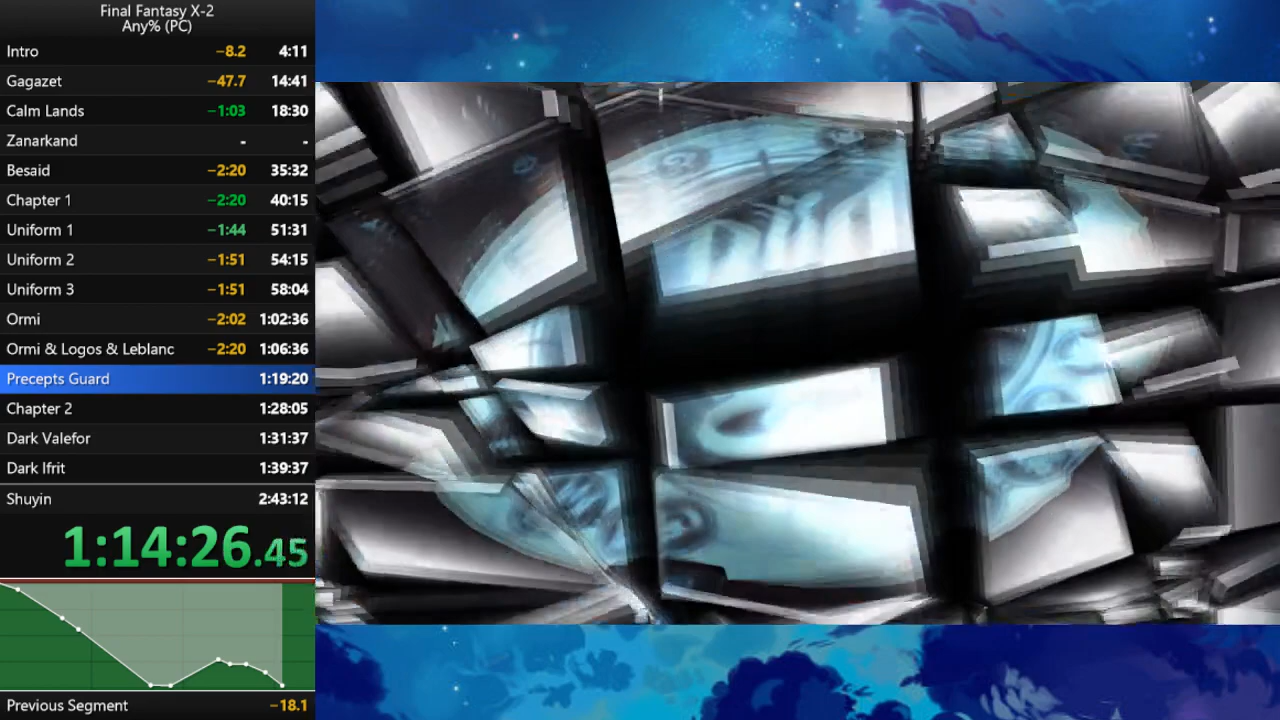 Final Fantasy X-2
Any% (PC)
Intro -8.2 4:11
Gagazet -47.7 14:41
Calm Lands -1:03 18:30
Zanarkand - -
Besaid -2:20 35:32
Chapter 1 -2:20 40:15
Uniform 1 -1:44 51:31
Uniform 2 -1:51 54:15
Uniform 3 -1:51 58:04
Ormi -2:02 1:02:36
Ormi & Logos & Leblanc -2:20 1:06:36
Precepts Guard 1:19:20
Chapter 2 1:28:05
Dark Valefor 1:31:37
Dark Ifrit 1:39:37
Shuyin 2:43:12
1:14:26.45
Previous Segment -18.1